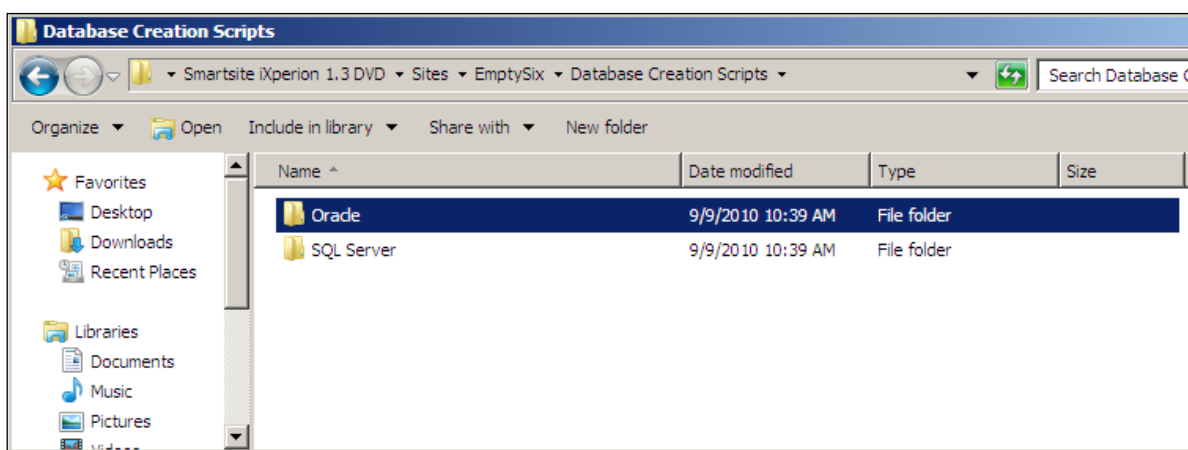 Database Creation Scripts
Smartsite iXperion 1.3 DVD Sites EmptySix Database Creation Scripts Search Database
Organize Open Include in library Share with New folder
Name Date modified Type Size
Favorites
Desktop
Downloads
Recent Places
Libraries
Documents
Music
Pictures
Oracle 9/9/2010 10:39 AM File folder
SQL Server 9/9/2010 10:39 AM File folder